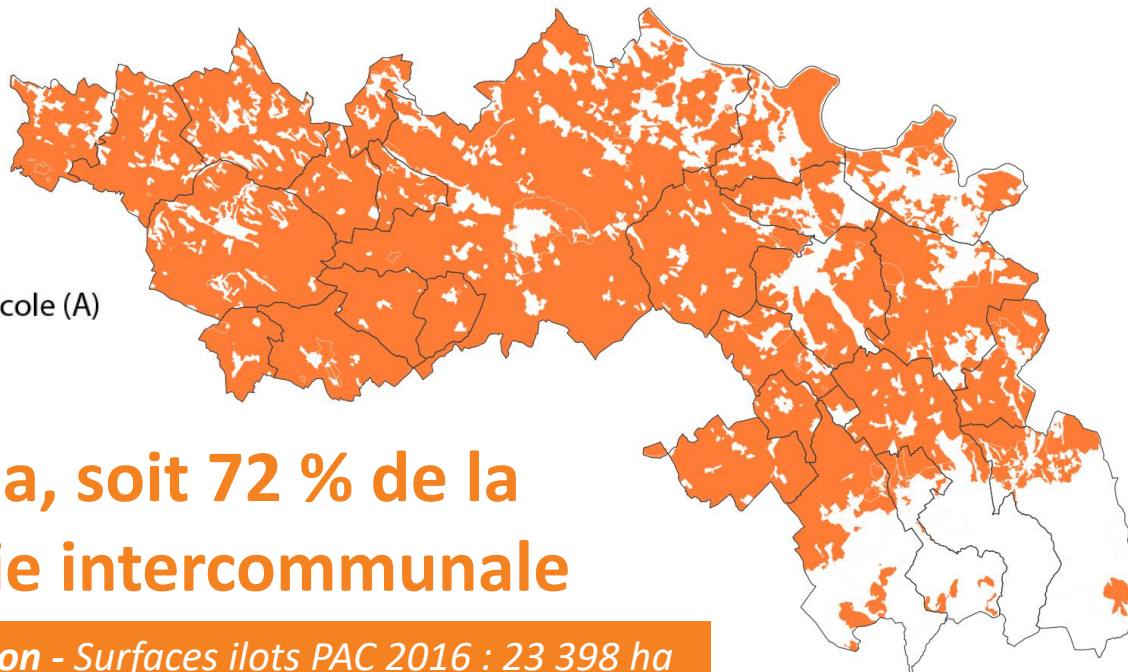 cole (A)
a, soit 72 % de la
ie intercommunale
on - Surfaces ilots PAC 2016 : 23 398 ha